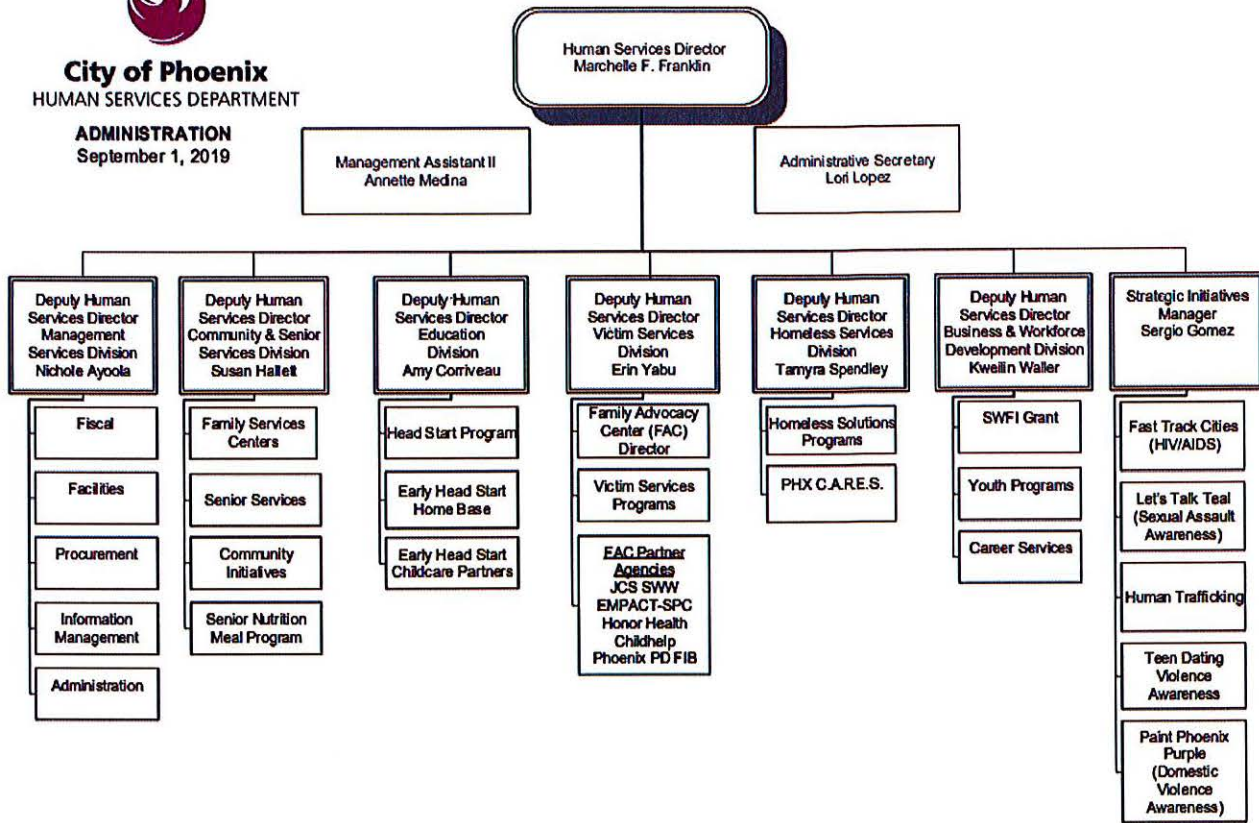 City of Phoenix
HUMAN SERVICES DEPARTMENT
ADMINISTRATION
September 1, 2019
Human Services Director
Marchelle F. Franklin
Management Assistant II
Annette Medina
Administrative Secretary
Lori Lopez
Deputy Human
Services Director
Management
Services Division
Nichole Ayoola
Fiscal
Facilities
Procurement
Information
Management
Administration
Deputy Human
Services Director
Community & Senior
Services Division
Susan Hallett
Family Services
Centers
Senior Services
Community
Initiatives
Senior Nutrition
Meal Program
Deputy Human
Services Director
Education
Division
Amy Corriveau
Head Start Program
Early Head Start
Home Base
Early Head Start
Childcare Partners
Deputy Human
Services Director
Victim Services
Division
Erin Yabu
Family Advocacy
Center (FAC)
Director
Victim Services
Programs
FAC Partner
Agencies
JCS SWW
EMPACT-SPC
Honor Health
Childhelp
Phoenix PD FIB
Deputy Human
Services Director
Homeless Services
Division
Tamyra Spendley
Homeless Solutions
Programs
PHX C.A.R.E.S.
Deputy Human
Services Director
Business & Workforce
Development Division
Kweilin Waller
SWFI Grant
Youth Programs
Career Services
Strategic Initiatives
Manager
Sergio Gomez
Fast Track Cities
(HIV/AIDS)
Let's Talk Teal
(Sexual Assault
Awareness)
Human Trafficking
Teen Dating
Violence
Awareness
Paint Phoenix
Purple
(Domestic
Violence
Awareness)